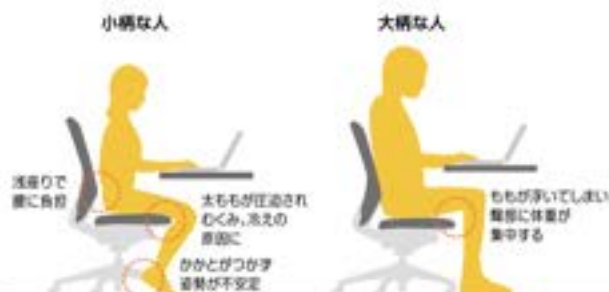 小柄な人
大柄な人
浅座りで
腰に負担
太ももが圧迫され
むくみ、冷えの
原因に
かかとがつかず
姿勢が不安定
ももが浮いてしまい
臀部に体重が
集中する